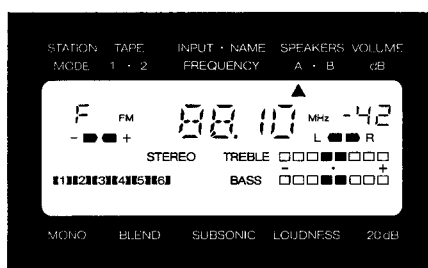 STATION TAPE INPUT · NAME SPEAKERS VOLUME
MODE 1 · 2 FREQUENCY A · B dB
F FM 88.10 MHz -42
- + L R
STEREO TREBLE
- · +
[1][2][3][4][5][6] BASS
MONO BLEND SUBSONIC LOUDNESS 20dB